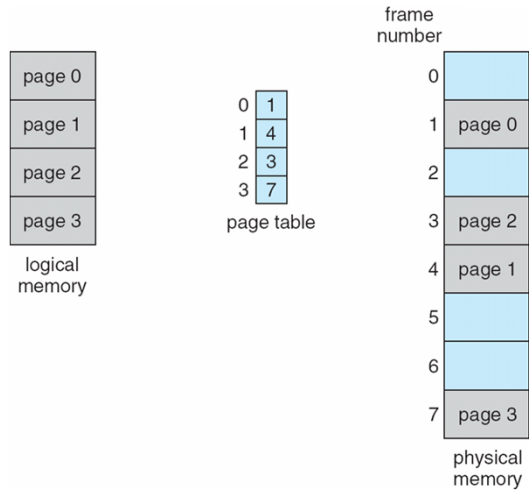 page 0
page 1
page 2
page 3
logical
memory
0 1
1 4
2 3
3 7
page table
frame
number
0
1 page 0
2
3 page 2
4 page 1
5
6
7 page 3
physical
memory